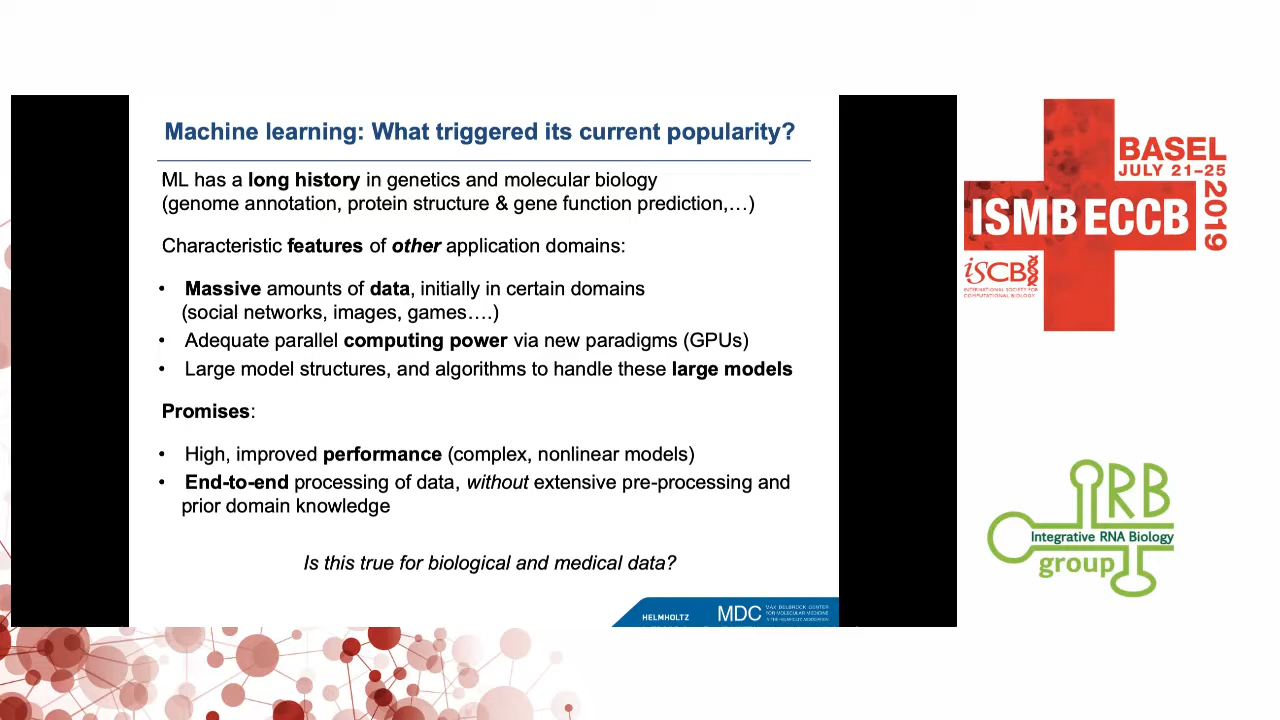 Machine learning: What triggered its current popularity?
ML has a long history in genetics and molecular biology
(genome annotation, protein structure & gene function prediction,…)
Characteristic features of other application domains:
• Massive amounts of data, initially in certain domains
(social networks, images, games….)
• Adequate parallel computing power via new paradigms (GPUs)
• Large model structures, and algorithms to handle these large models
Promises:
• High, improved performance (complex, nonlinear models)
• End-to-end processing of data, without extensive pre-processing and
prior domain knowledge
Is this true for biological and medical data?
HELMHOLTZ
MDC
MAX DELBRÜCK CENTER
FOR MOLECULAR MEDICINE
IN THE HELMHOLTZ ASSOCIATION
BASEL
JULY 21–25
2019
ISMB ECCB
iSCB
INTERNATIONAL SOCIETY FOR
COMPUTATIONAL BIOLOGY
IRB
Integrative RNA Biology
group